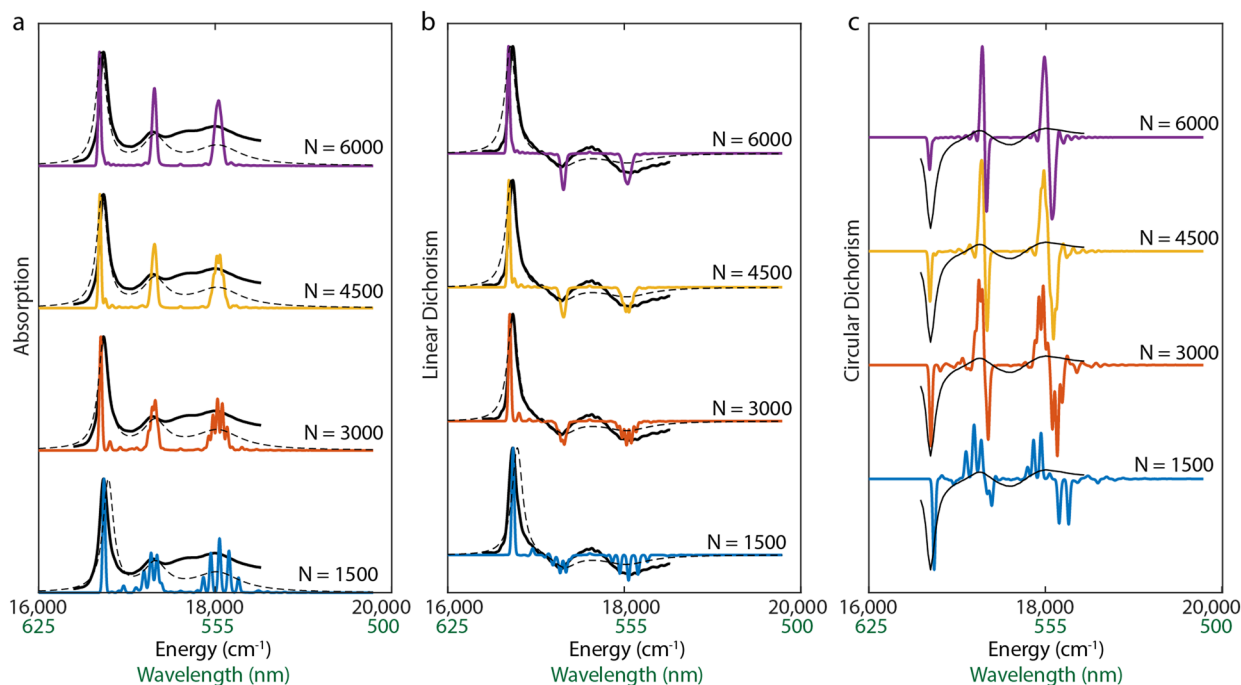 a
b
c
Absorption
N = 6000
N = 4500
N = 3000
N = 1500
16,000 18,000 20,000
625 555 500
Energy (cm-1)
Wavelength (nm)
Linear Dichorism
N = 6000
N = 4500
N = 3000
N = 1500
16,000 18,000 20,000
625 555 500
Energy (cm-1)
Wavelength (nm)
Circular Dichorism
N = 6000
N = 4500
N = 3000
N = 1500
16,000 18,000 20,000
625 555 500
Energy (cm-1)
Wavelength (nm)